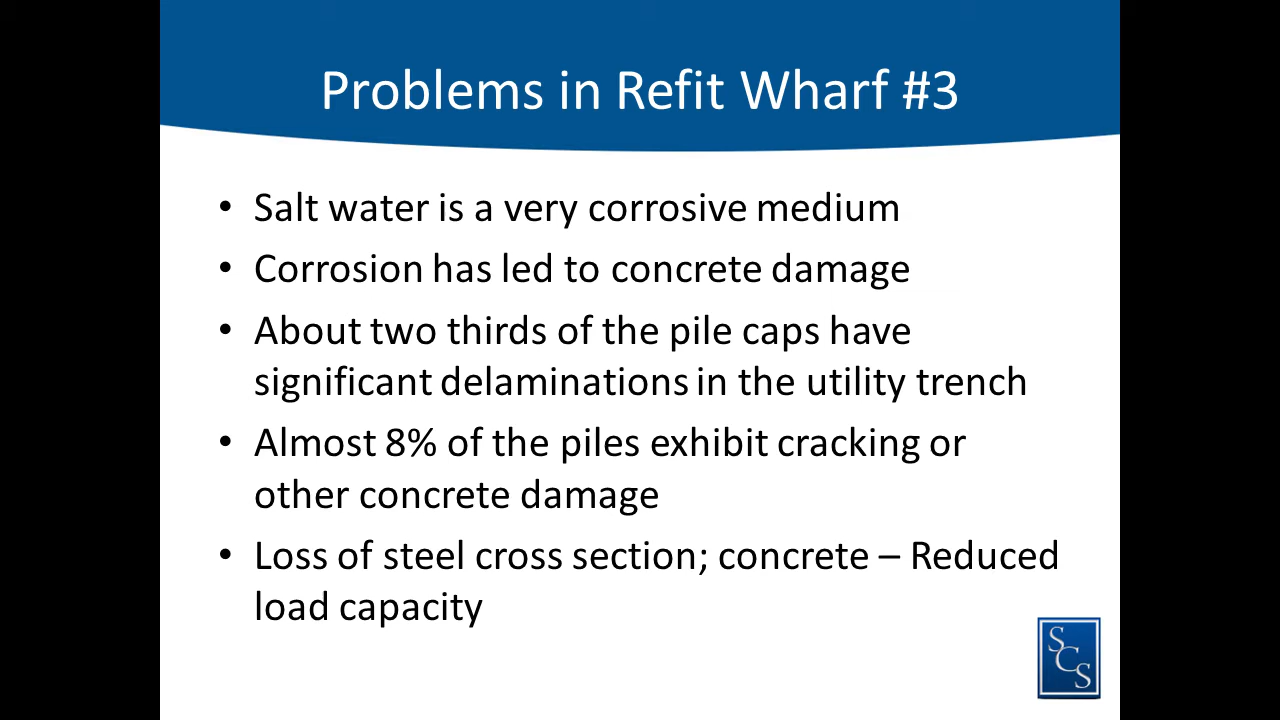 Problems in Refit Wharf #3
• Salt water is a very corrosive medium
• Corrosion has led to concrete damage
• About two thirds of the pile caps have
significant delaminations in the utility trench
• Almost 8% of the piles exhibit cracking or
other concrete damage
• Loss of steel cross section; concrete – Reduced
load capacity
SCS